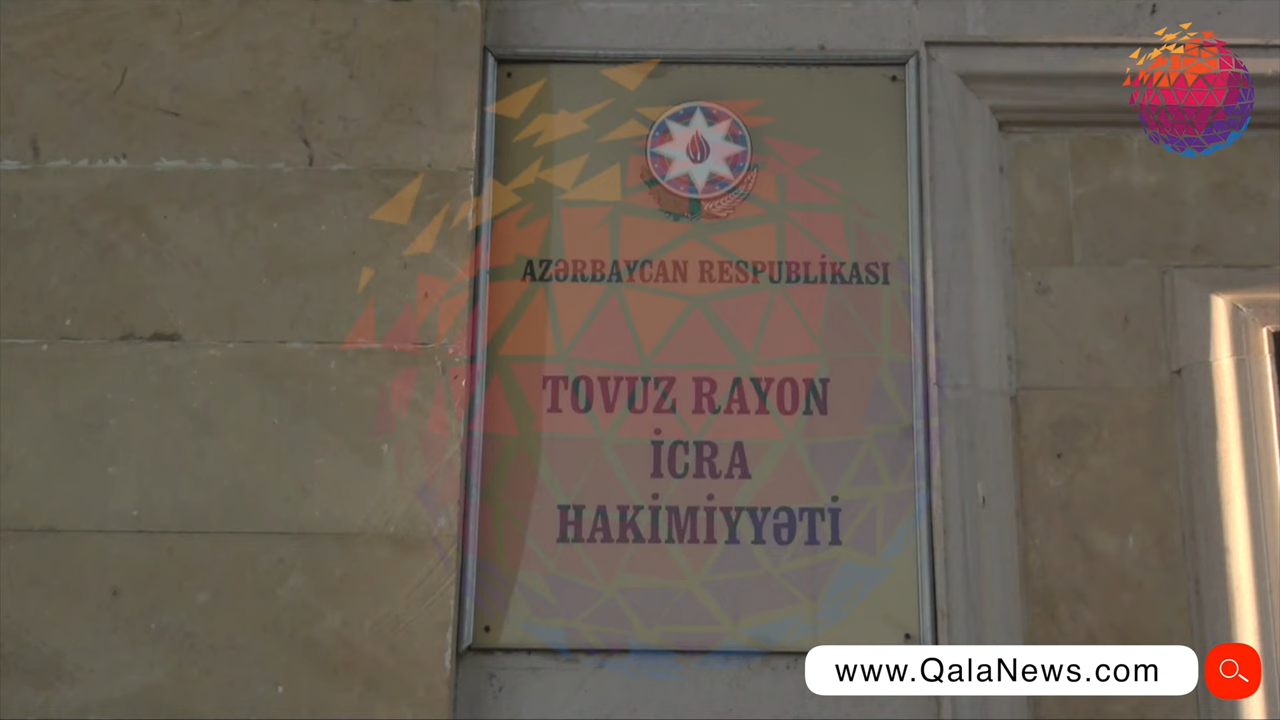 AZƏRBAYCAN RESPUBLİKASI
TOVUZ RAYON
İCRA
HAKİMİYYƏTİ
www.QalaNews.com